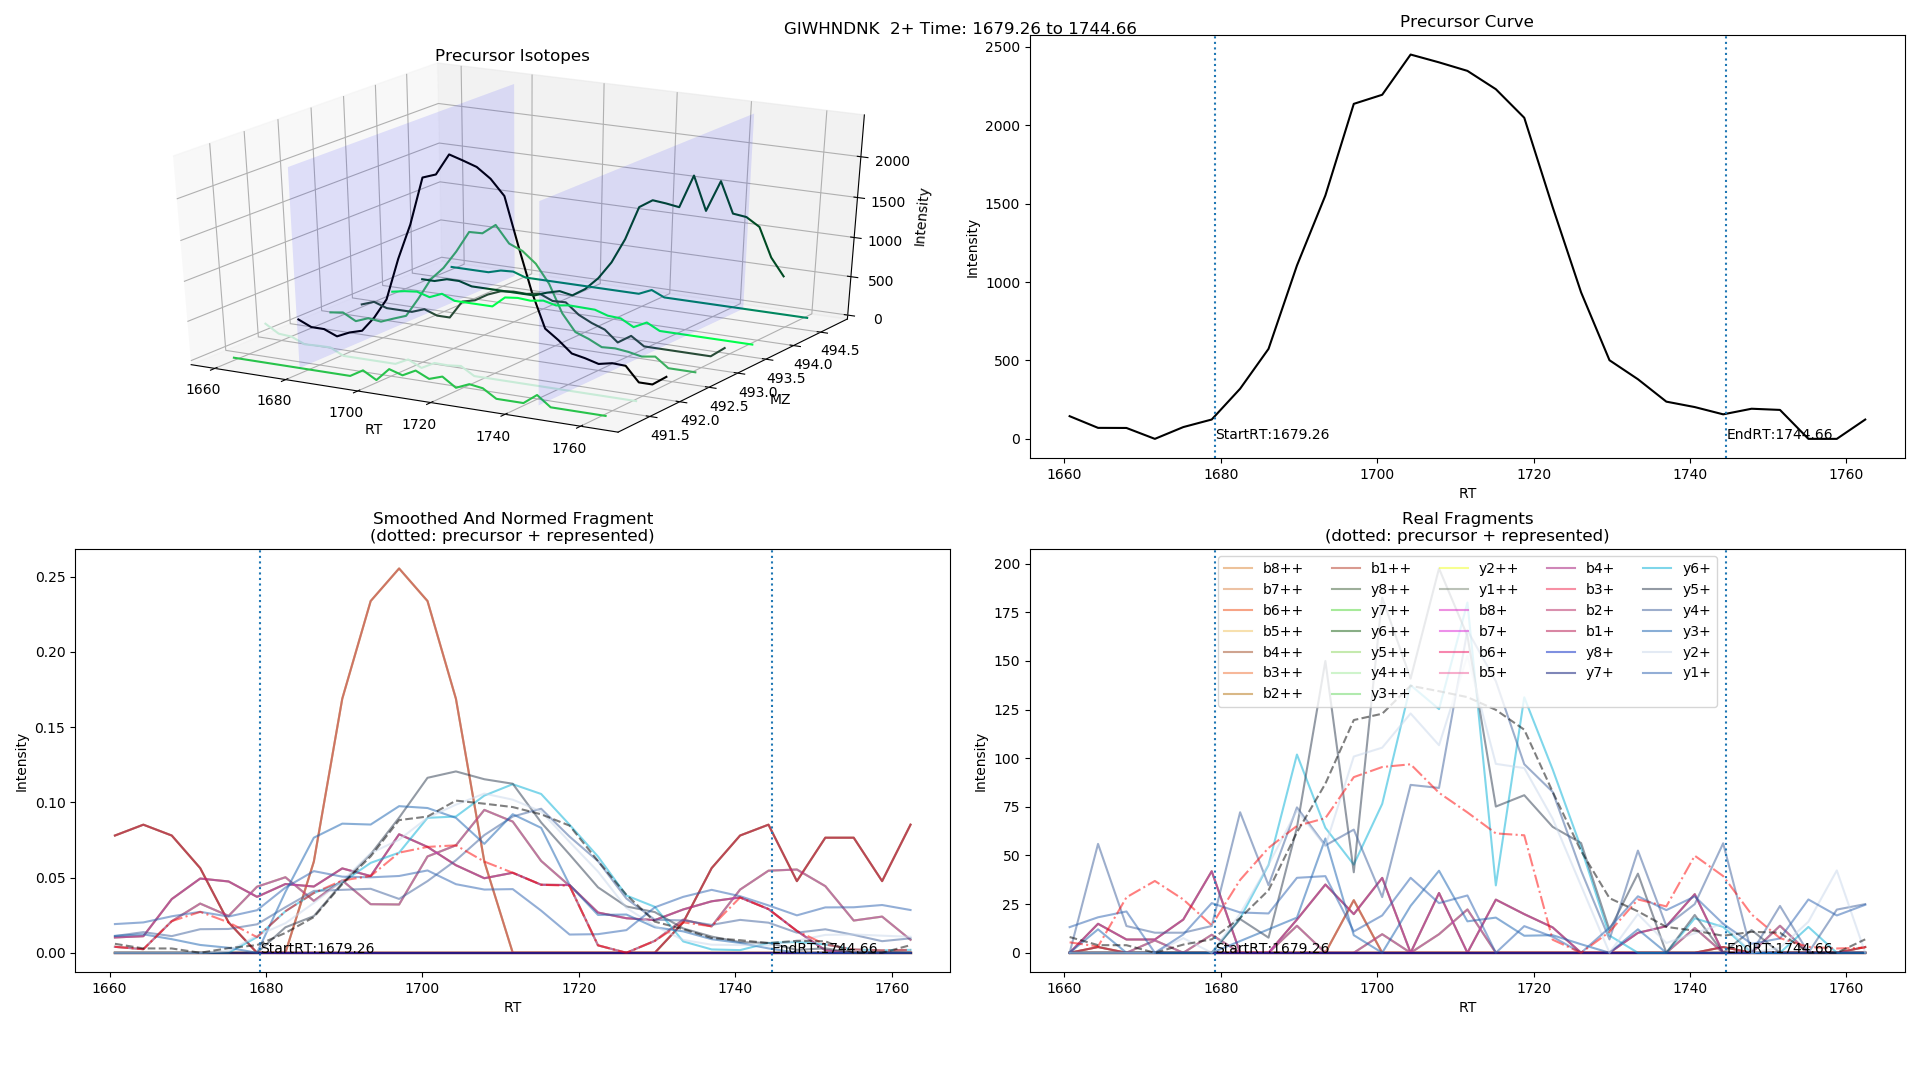 GIWHNDNK  2+ Time: 1679.26 to 1744.66
Precursor Isotopes
2000
1500
1000
500
0
Intensity
494.5
494.0
493.5
493.0
492.5
492.0
491.5
MZ
1660
1680
1700
1720
1740
1760
RT
Precursor Curve
2500
2000
1500
1000
500
0
Intensity
StartRT:1679.26
EndRT:1744.66
1660 1680 1700 1720 1740 1760
RT
Smoothed And Normed Fragment
(dotted: precursor + represented)
0.25
0.20
0.15
0.10
0.05
0.00
Intensity
StartRT:1679.26
EndRT:1744.66
1660 1680 1700 1720 1740 1760
RT
Real Fragments
(dotted: precursor + represented)
200
175
150
125
100
75
50
25
0
Intensity
b8++ b1++ y2++ b4+ y6+
b7++ y8++ y1++ b3+ y5+
b6++ y7++ b8+ b2+ y4+
b5++ y6++ b7+ b1+ y3+
b4++ y5++ b6+ y8+ y2+
b3++ y4++ b5+ y7+ y1+
b2++ y3++
StartRT:1679.26
EndRT:1744.66
1660 1680 1700 1720 1740 1760
RT